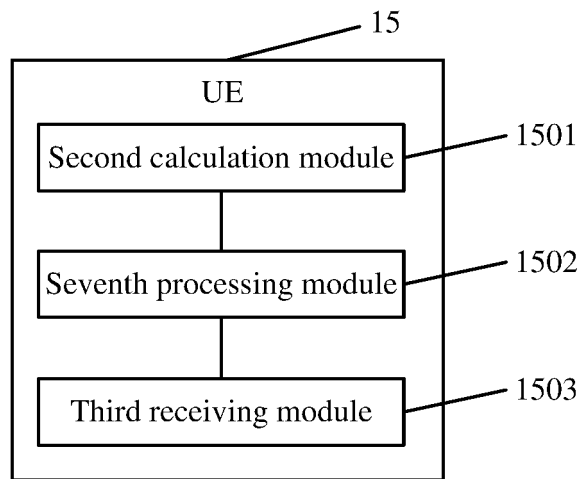 15
UE
Second calculation module
1501
Seventh processing module
1502
Third receiving module
1503